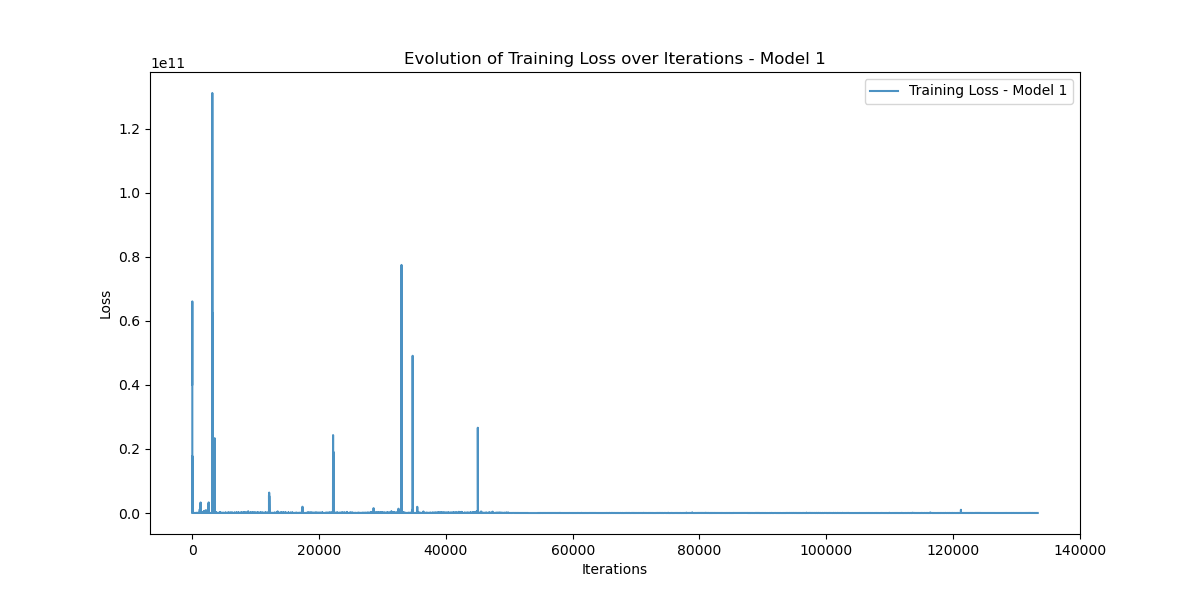 Evolution of Training Loss over Iterations - Model 1
1e11
Training Loss - Model 1
1.2
1.0
0.8
0.6
0.4
0.2
0.0
Loss
0 20000 40000 60000 80000 100000 120000 140000
Iterations